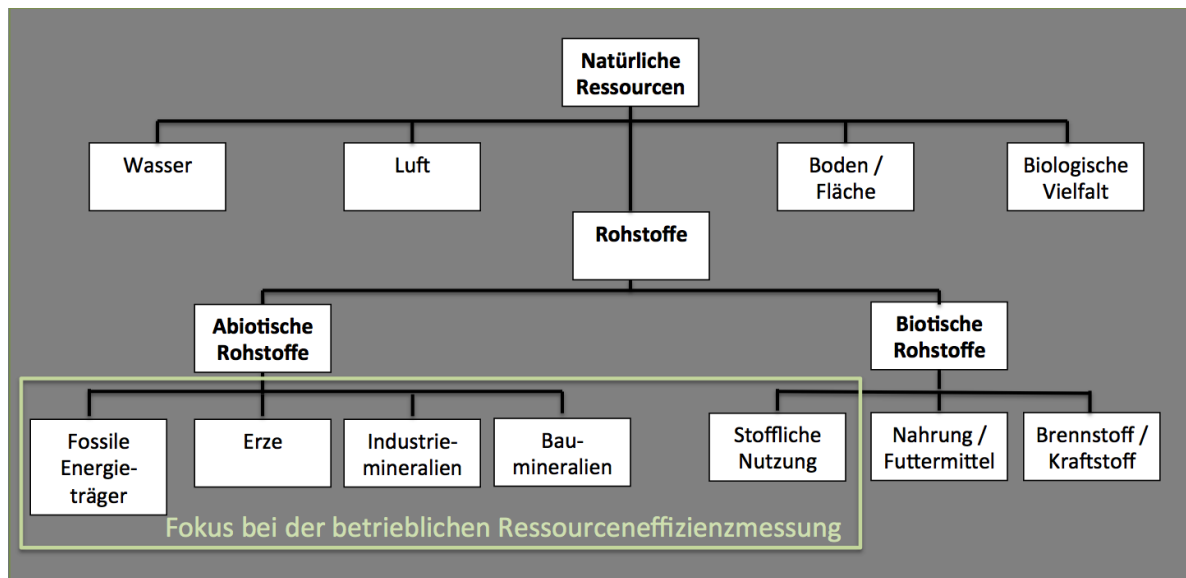 Natürliche
Ressourcen
Wasser
Luft
Boden /
Fläche
Biologische
Vielfalt
Rohstoffe
Abiotische
Rohstoffe
Biotische
Rohstoffe
Fossile
Energie-
träger
Erze
Industrie-
mineralien
Bau-
mineralien
Stoffliche
Nutzung
Nahrung /
Futtermittel
Brennstoff /
Kraftstoff
Fokus bei der betrieblichen Ressourceneffizienzmessung